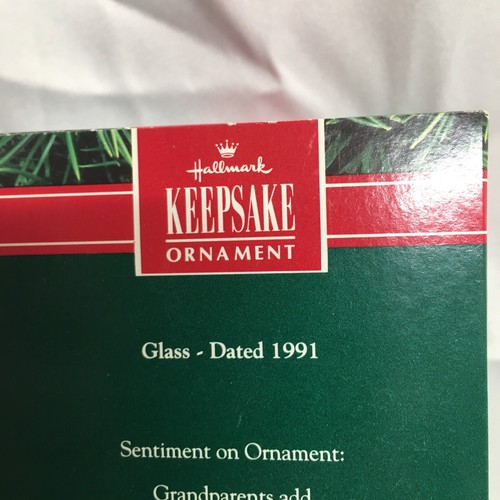 Hallmark
KEEPSAKE
ORNAMENT
Glass - Dated 1991
Sentiment on Ornament:
Grandparents add